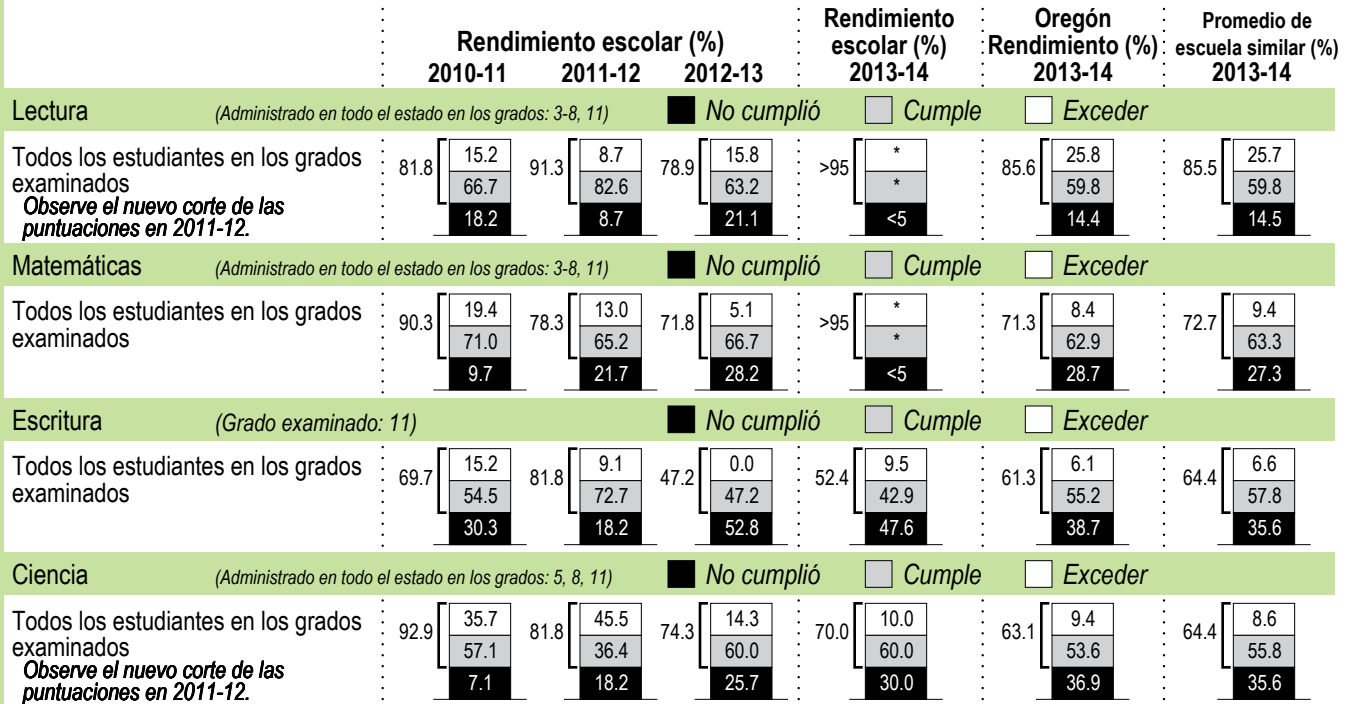 Rendimiento escolar (%)
2010-11 2011-12 2012-13
Rendimiento
escolar (%)
2013-14
Oregón
Rendimiento (%)
2013-14
Promedio de
escuela similar (%)
2013-14
Lectura (Administrado en todo el estado en los grados: 3-8, 11) No cumplió Cumple Exceder
Todos los estudiantes en los grados
examinados
Observe el nuevo corte de las
puntuaciones en 2011-12.
81.8 15.2 91.3 8.7 78.9 15.8 >95 * 85.6 25.8 85.5 25.7
66.7 82.6 63.2 * 59.8 59.8
18.2 8.7 21.1 <5 14.4 14.5
Matemáticas (Administrado en todo el estado en los grados: 3-8, 11) No cumplió Cumple Exceder
Todos los estudiantes en los grados
examinados
90.3 19.4 78.3 13.0 71.8 5.1 >95 * 71.3 8.4 72.7 9.4
71.0 65.2 66.7 * 62.9 63.3
9.7 21.7 28.2 <5 28.7 27.3
Escritura (Grado examinado: 11) No cumplió Cumple Exceder
Todos los estudiantes en los grados
examinados
69.7 15.2 81.8 9.1 47.2 0.0 52.4 9.5 61.3 6.1 64.4 6.6
54.5 72.7 47.2 42.9 55.2 57.8
30.3 18.2 52.8 47.6 38.7 35.6
Ciencia (Administrado en todo el estado en los grados: 5, 8, 11) No cumplió Cumple Exceder
Todos los estudiantes en los grados
examinados
Observe el nuevo corte de las
puntuaciones en 2011-12.
92.9 35.7 81.8 45.5 74.3 14.3 70.0 10.0 63.1 9.4 64.4 8.6
57.1 36.4 60.0 60.0 53.6 55.8
7.1 18.2 25.7 30.0 36.9 35.6